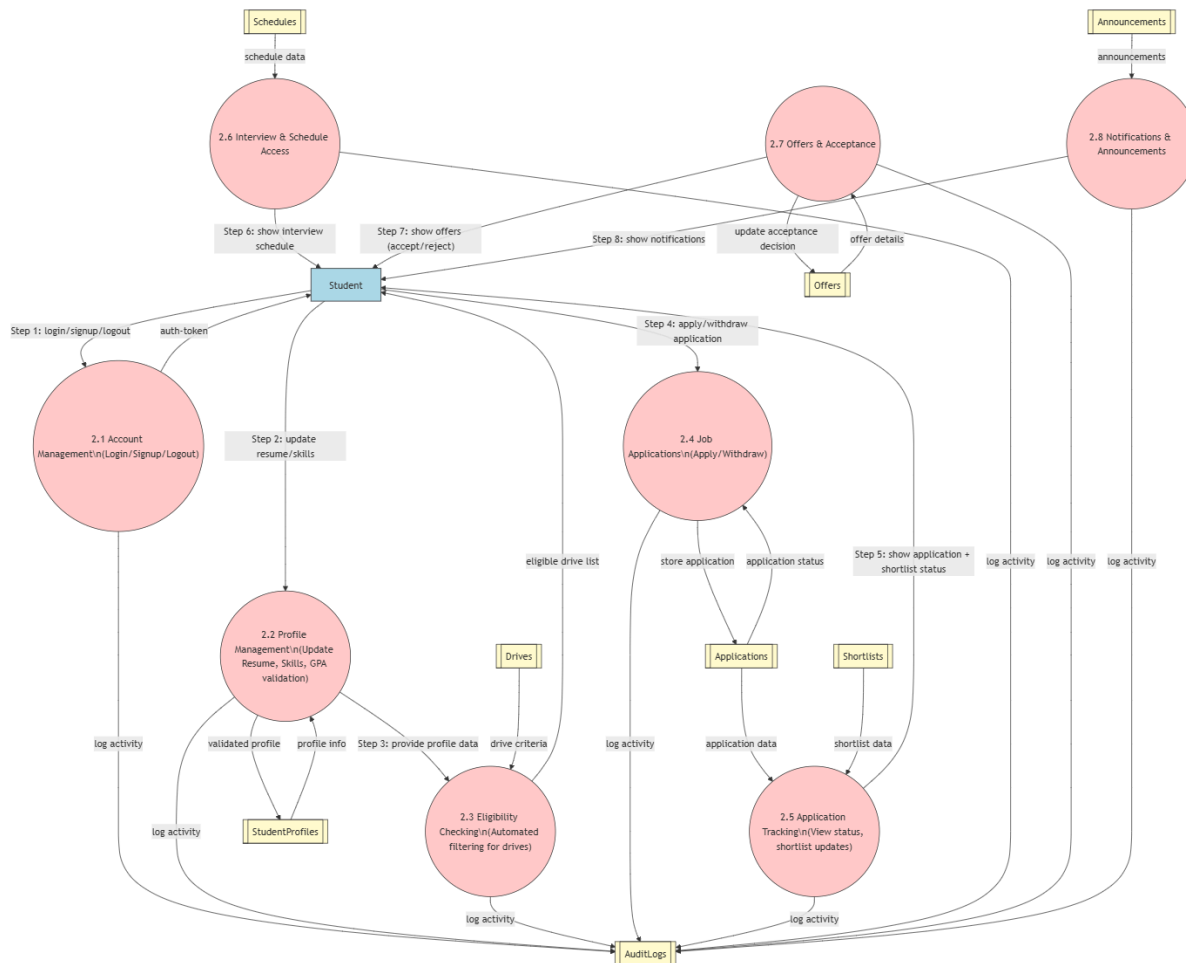 Schedules
Announcements
schedule data
announcements
2.6 Interview & Schedule
Access
2.7 Offers & Acceptance
2.8 Notifications &
Announcements
Step 6: show interview
schedule
Step 7: show offers
(accept/reject)
Step 8: show notifications
update acceptance
decision
offer details
Student
Offers
Step 1: login/signup/logout
auth-token
Step 4: apply/withdraw
application
2.1 Account
Management\n(Login/Signup/Logout)
Step 2: update
resume/skills
2.4 Job
Applications\n(Apply/Withdraw)
eligible drive list
store application
application status
Step 5: show application +
shortlist status
log activity
log activity
log activity
2.2 Profile
Management\n(Update
Resume, Skills, GPA
validation)
Drives
Applications
Shortlists
log activity
validated profile
profile info
Step 3: provide profile data
drive criteria
log activity
application data
shortlist data
log activity
StudentProfiles
2.3 Eligibility
Checking\n(Automated
filtering for drives)
2.5 Application
Tracking\n(View status,
shortlist updates)
log activity
log activity
AuditLogs